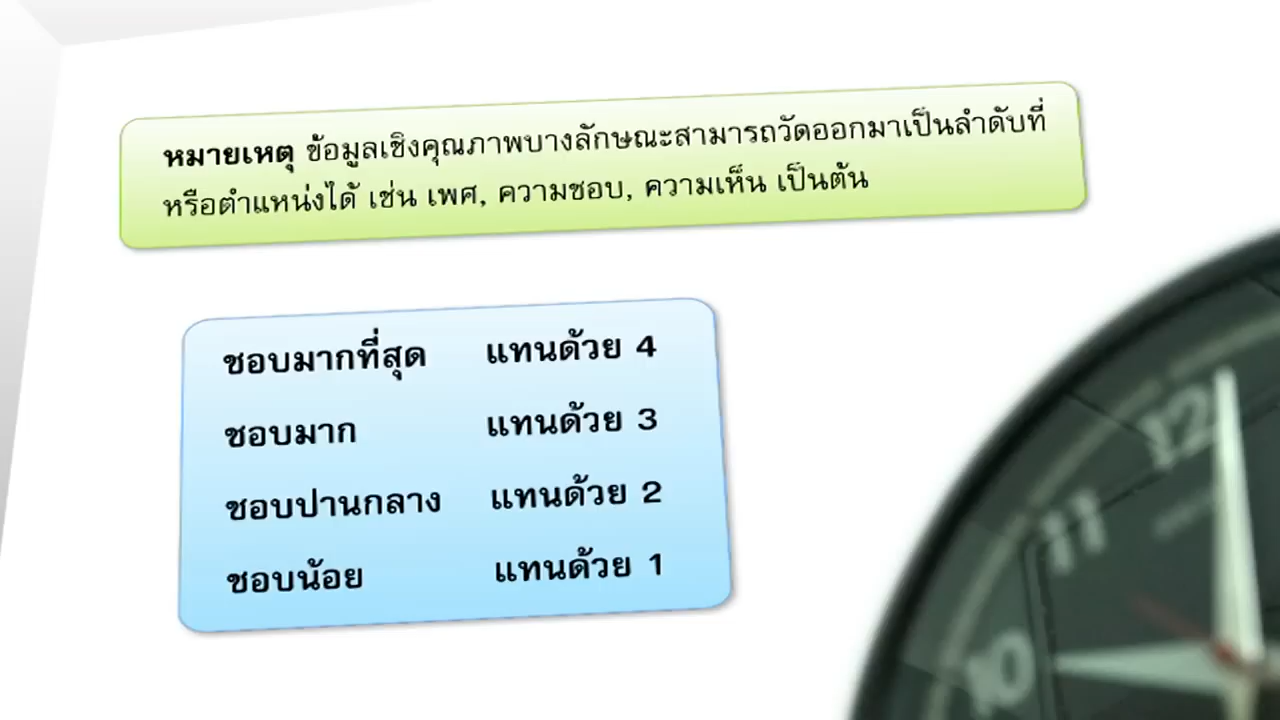 หมายเหตุ ข้อมูลเชิงคุณภาพบางลักษณะสามารถวัดออกมาเป็นลำดับที่
หรือตำแหน่งได้ เช่น เพศ, ความชอบ, ความเห็น เป็นต้น
ชอบมากที่สุด แทนด้วย 4
ชอบมาก แทนด้วย 3
ชอบปานกลาง แทนด้วย 2
ชอบน้อย แทนด้วย 1
12
11
10